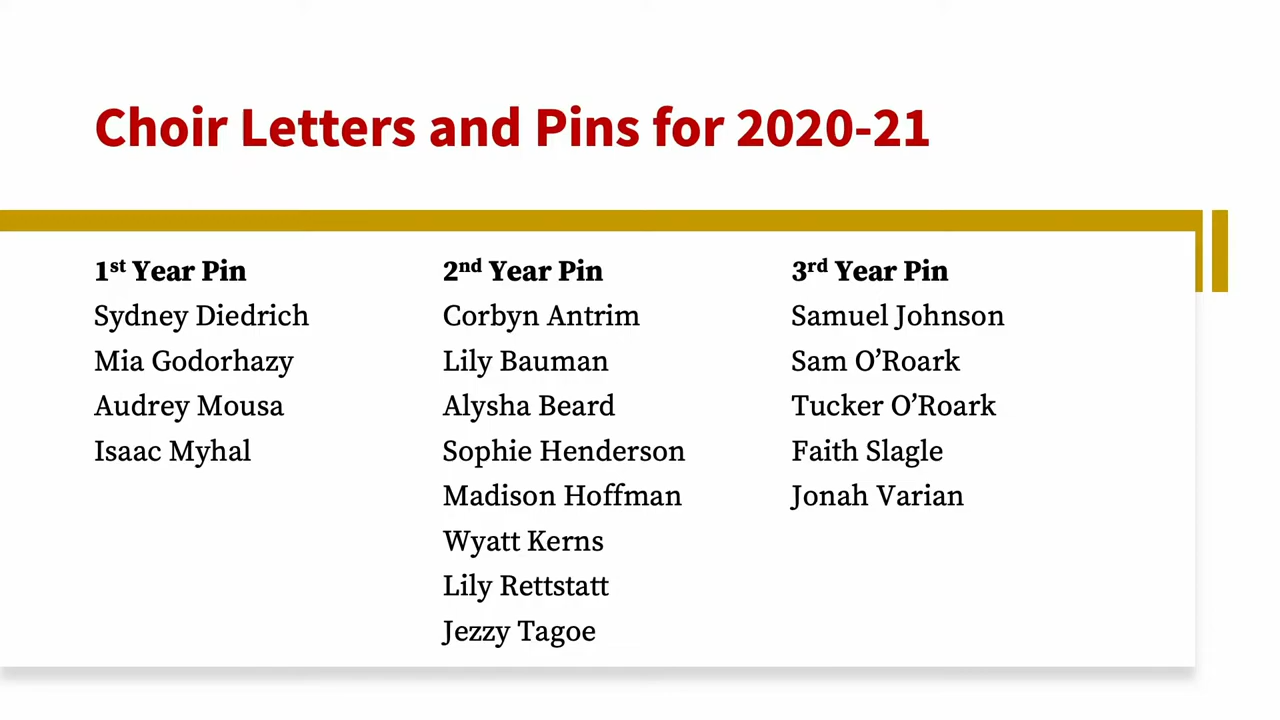 Choir Letters and Pins for 2020-21
1st Year Pin
Sydney Diedrich
Mia Godorhazy
Audrey Mousa
Isaac Myhal
2nd Year Pin
Corbyn Antrim
Lily Bauman
Alysha Beard
Sophie Henderson
Madison Hoffman
Wyatt Kerns
Lily Rettstatt
Jezzy Tagoe
3rd Year Pin
Samuel Johnson
Sam O’Roark
Tucker O’Roark
Faith Slagle
Jonah Varian